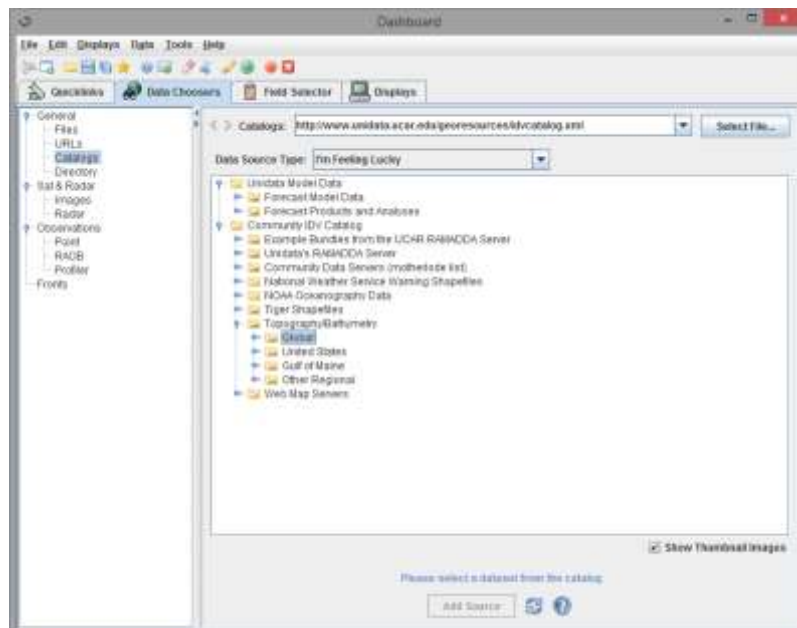 Dashboard
File Edit Displays Data Tools Help
Quicklinks Data Choosers Field Selector Displays
General
Files
URLs
Catalogs
Directory
Sat & Radar
Images
Radar
Observations
Point
RAOB
Profiler
Fronts
Catalogs: http://www.unidata.ucar.edu/georesources/idvcatalog.xml Select File...
Data Source Type: I'm Feeling Lucky
Unidata Model Data
Forecast Model Data
Forecast Products and Analyses
Community IDV Catalog
Example Bundles from the UCAR RAMADDA Server
Unidata's RAMADDA Server
Community Data Servers (motherlode list)
National Weather Service Warning Shapefiles
NOAA Oceanography Data
Tiger Shapefiles
Topography/Bathymetry
Global
United States
Gulf of Maine
Other Regional
Web Map Servers
Show Thumbnail Images
Please select a dataset from the catalog
Add Source